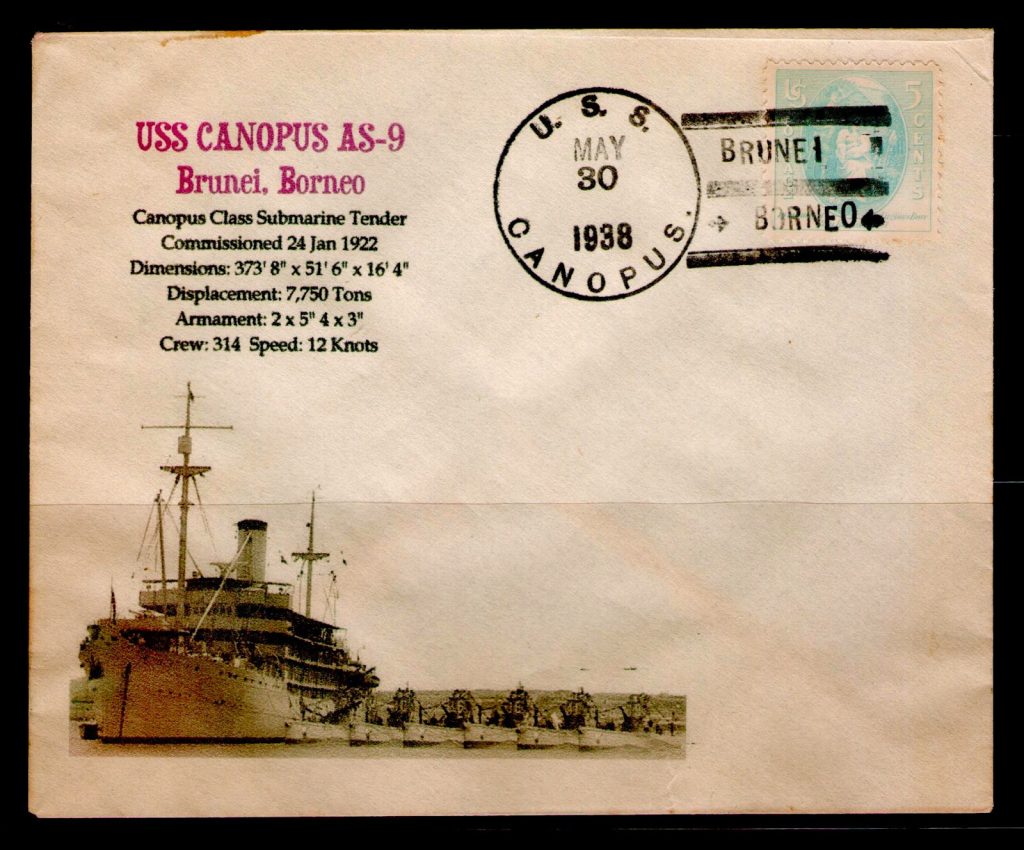 USS CANOPUS AS-9
Brunei, Borneo
Canopus Class Submarine Tender
Commissioned 24 Jan 1922
Dimensions: 373' 8" x 51' 6" x 16' 4"
Displacement: 7,750 Tons
Armament: 2 x 5" 4 x 3"
Crew: 314 Speed: 12 Knots
U. S. S.
MAY
30
1938
CANOPUS.
BRUNEI
BORNEO
5 CENTS